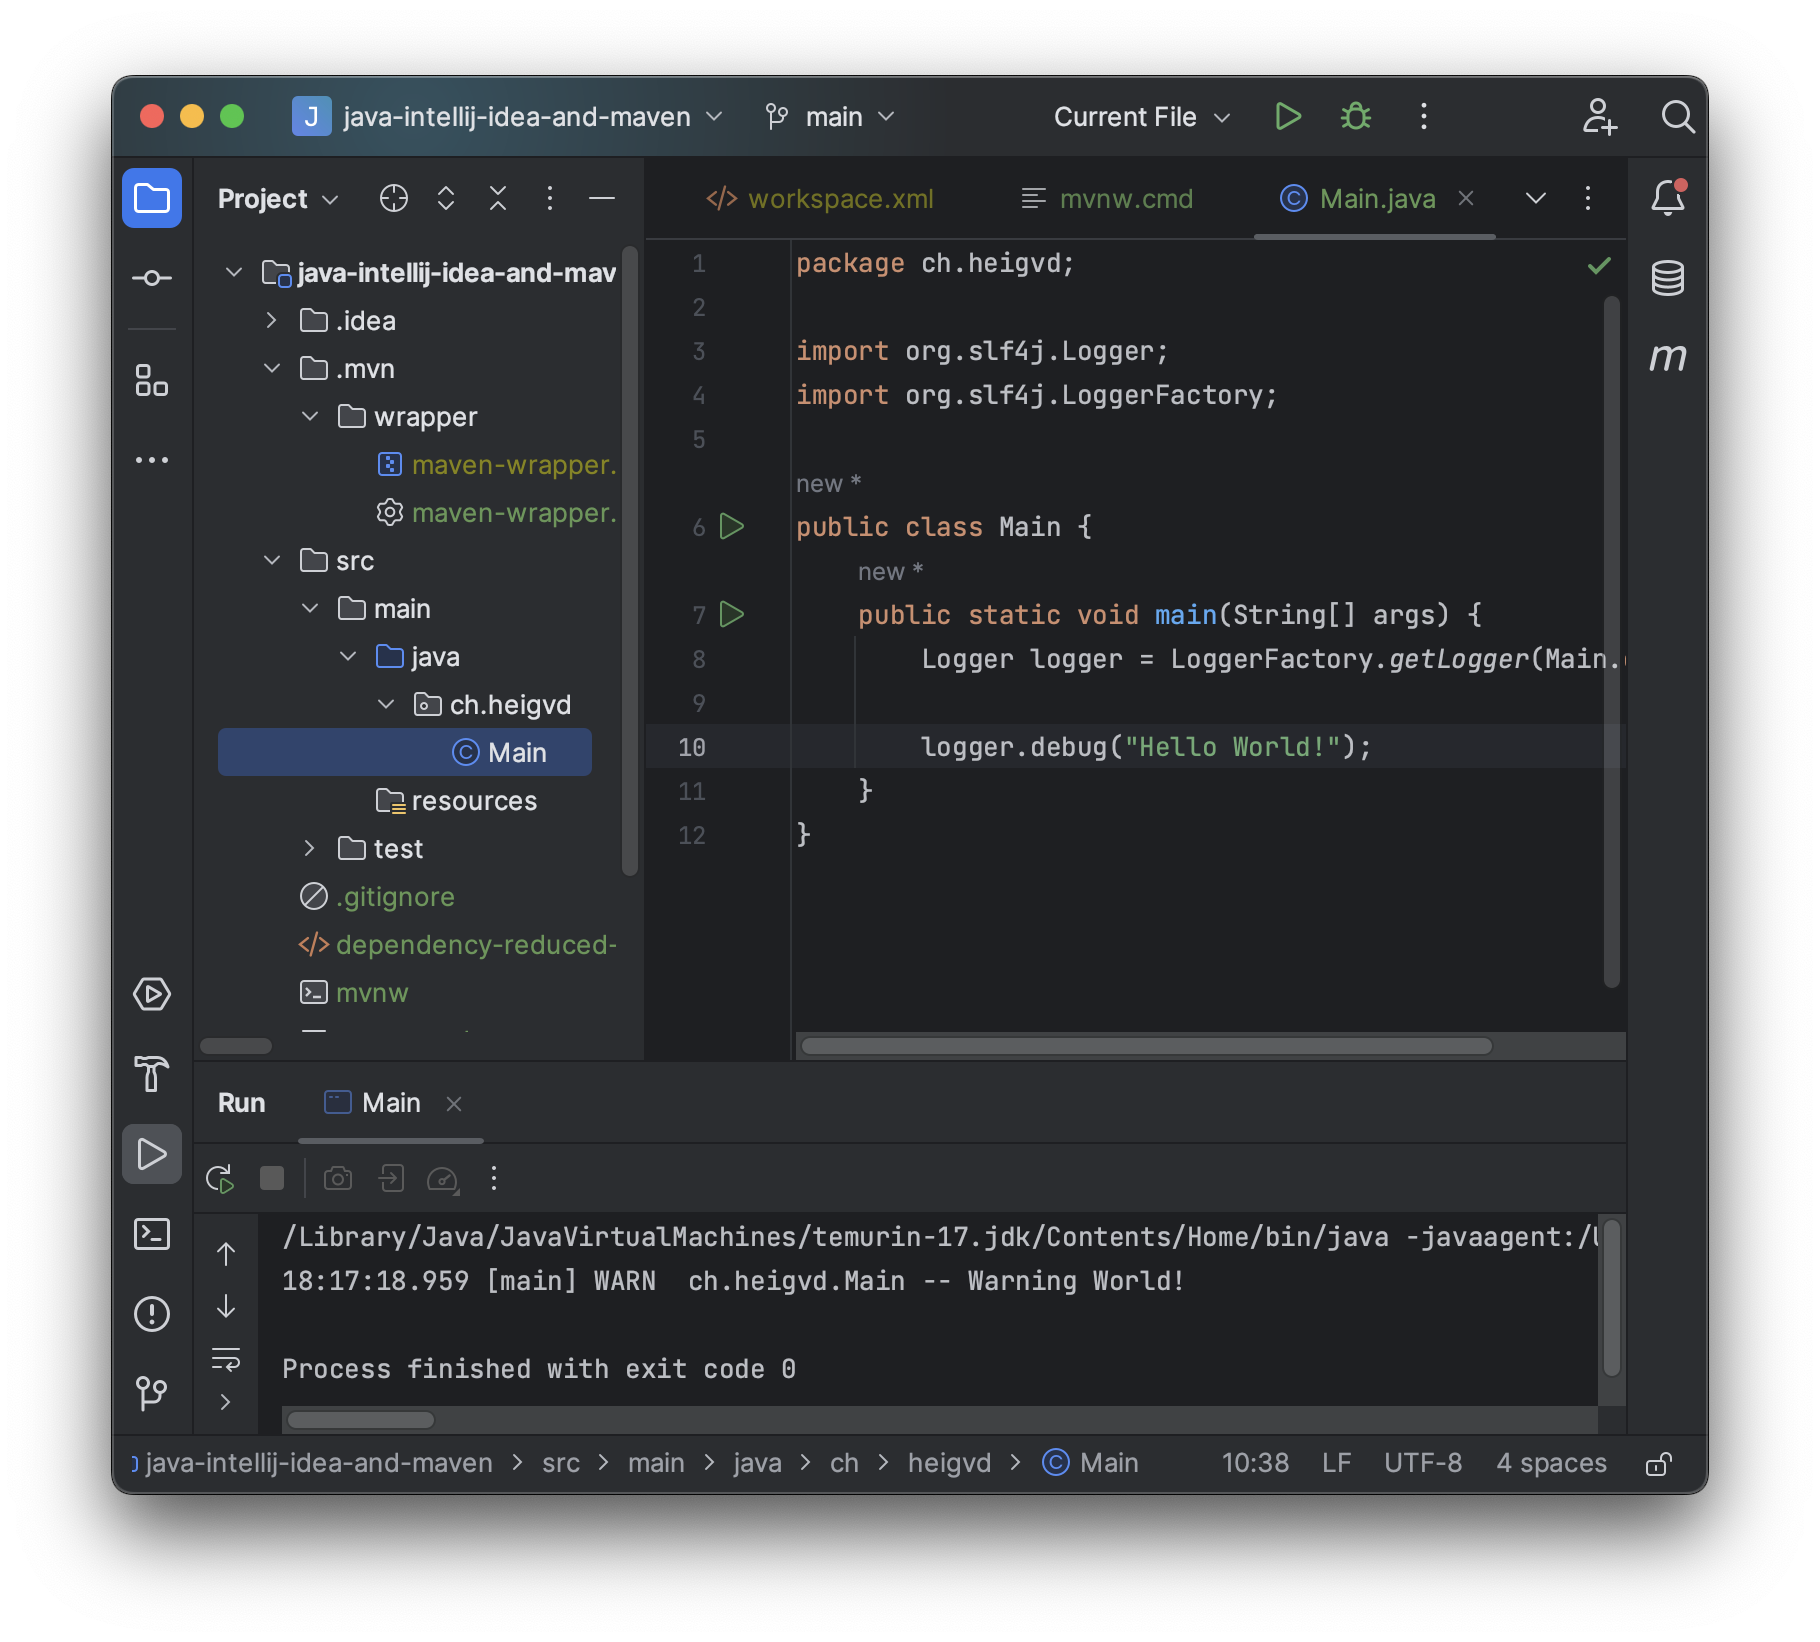 J java-intellij-idea-and-maven main Current File
Project
workspace.xml mvnw.cmd Main.java
java-intellij-idea-and-mav
.idea
.mvn
wrapper
maven-wrapper.
maven-wrapper.
src
main
java
ch.heigvd
Main
resources
test
.gitignore
dependency-reduced-
mvnw
1 package ch.heigvd;
2
3 import org.slf4j.Logger;
4 import org.slf4j.LoggerFactory;
5
new *
6 public class Main {
new *
7 public static void main(String[] args) {
8 Logger logger = LoggerFactory.getLogger(Main.
9
10 logger.debug("Hello World!");
11 }
12 }
m
Run Main
/Library/Java/JavaVirtualMachines/temurin-17.jdk/Contents/Home/bin/java -javaagent:/
18:17:18.959 [main] WARN  ch.heigvd.Main -- Warning World!
Process finished with exit code 0
java-intellij-idea-and-maven > src > main > java > ch > heigvd > Main 10:38 LF UTF-8 4 spaces